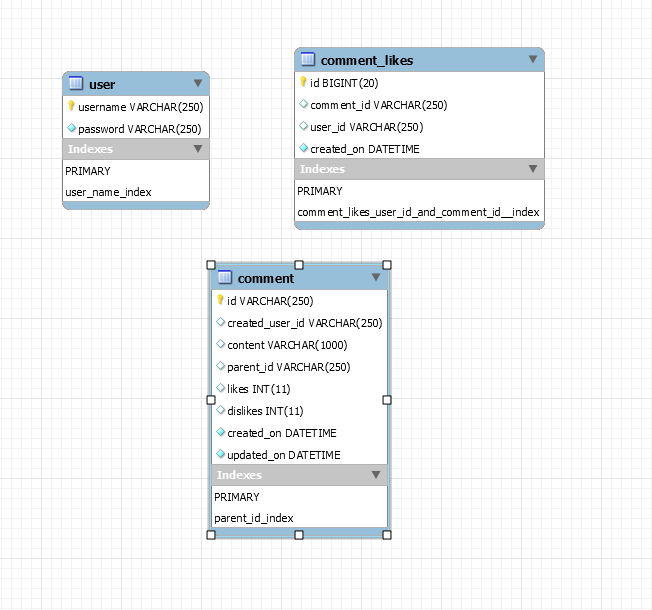 user
username VARCHAR(250)
password VARCHAR(250)
Indexes
PRIMARY
user_name_index
comment_likes
id BIGINT(20)
comment_id VARCHAR(250)
user_id VARCHAR(250)
created_on DATETIME
Indexes
PRIMARY
comment_likes_user_id_and_comment_id__index
comment
id VARCHAR(250)
created_user_id VARCHAR(250)
content VARCHAR(1000)
parent_id VARCHAR(250)
likes INT(11)
dislikes INT(11)
created_on DATETIME
updated_on DATETIME
Indexes
PRIMARY
parent_id_index